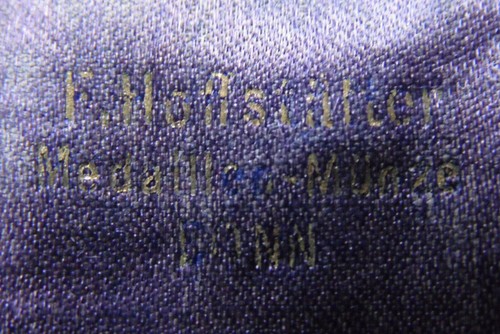 F. Hoffstätter
Medaillen-Münze
BONN